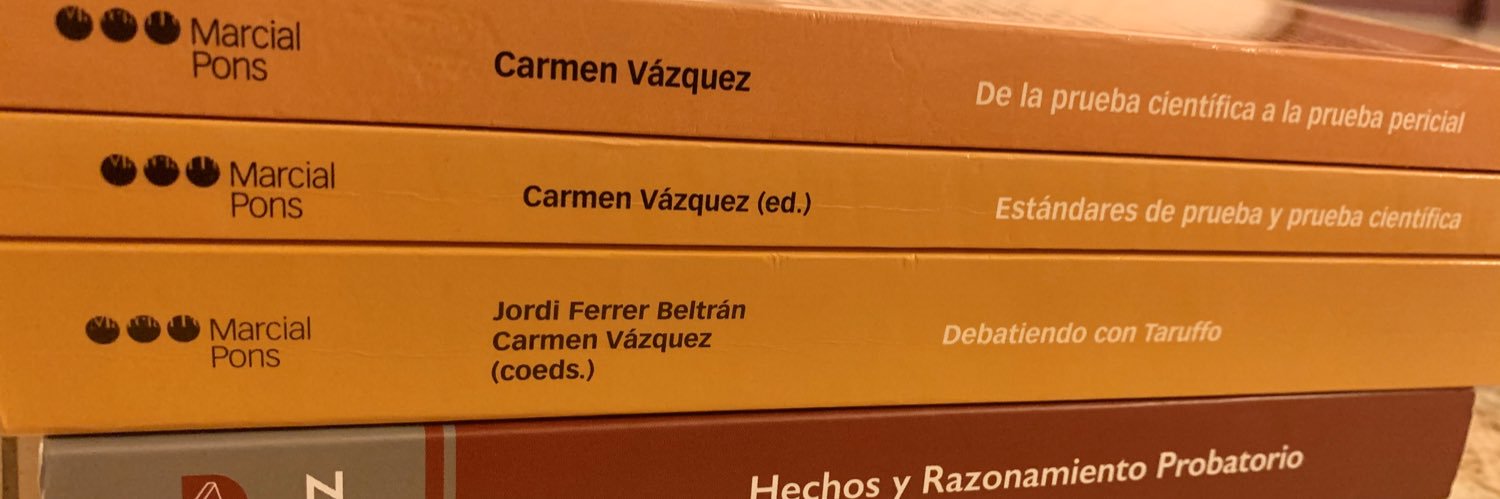 Marcial
Pons
Carmen Vázquez
De la prueba científica a la prueba pericial
Marcial
Pons
Carmen Vázquez (ed.)
Estándares de prueba y prueba científica
Marcial
Pons
Jordi Ferrer Beltrán
Carmen Vázquez
(coeds.)
Debatiendo con Taruffo
Hechos y Razonamiento Probatorio